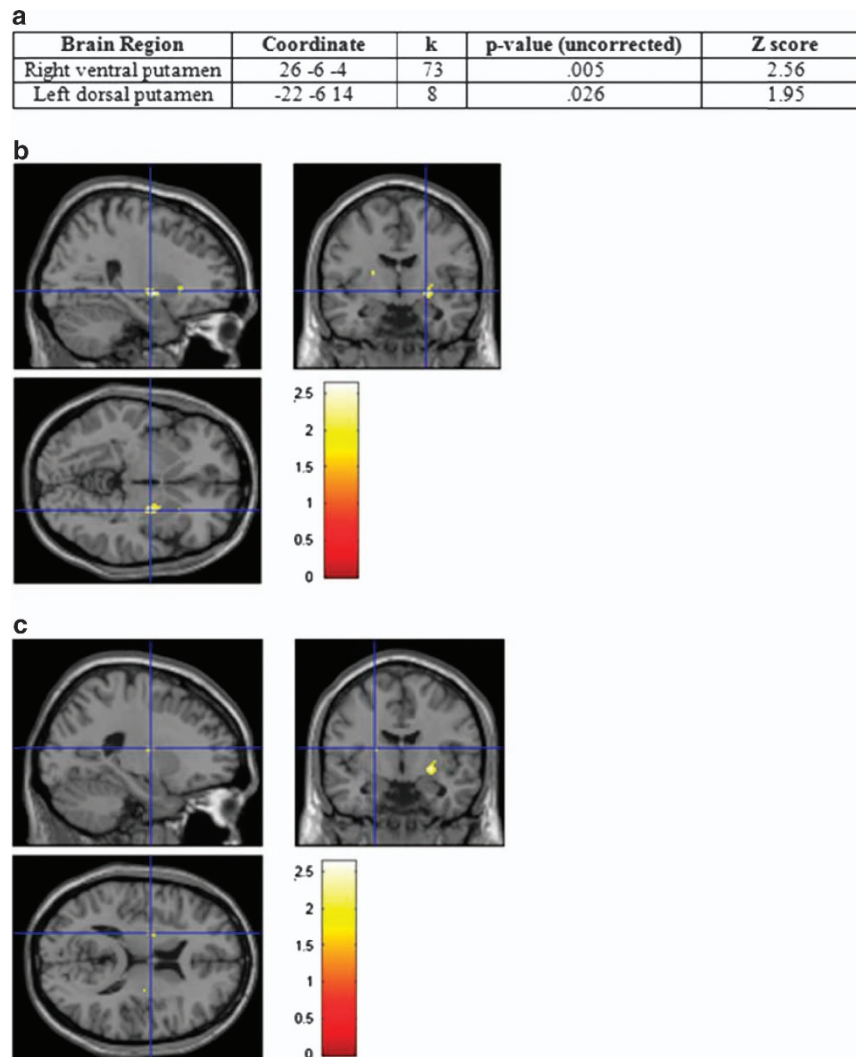 a
Brain Region Coordinate k p-value (uncorrected) Z score
Right ventral putamen 26 -6 -4 73 .005 2.56
Left dorsal putamen -22 -6 14 8 .026 1.95
b
2.5
2
1.5
1
0.5
0
c
2.5
2
1.5
1
0.5
0